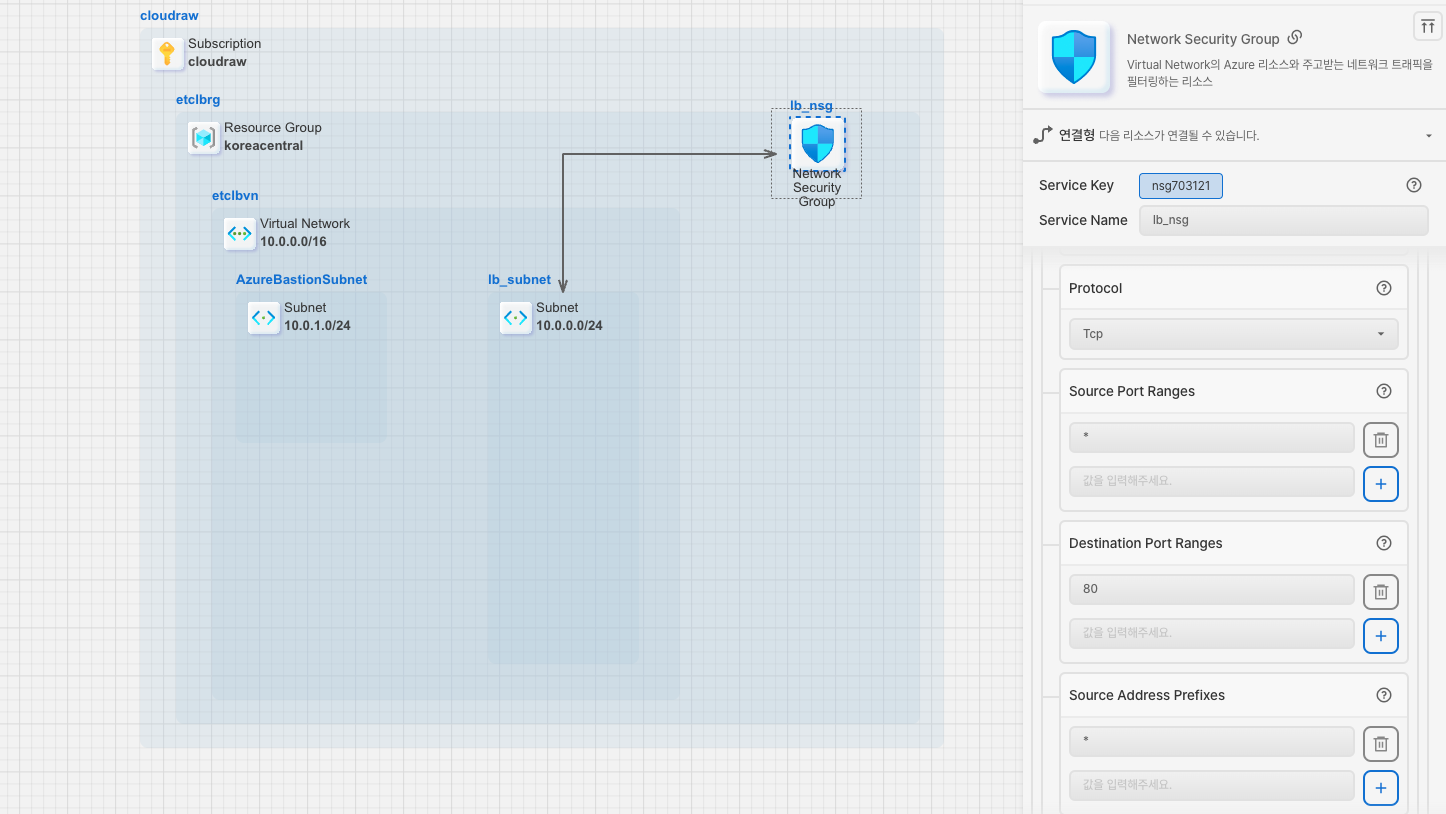 cloudraw
Subscription
cloudraw
etclbrg
Resource Group
koreacentral
lb_nsg
Network
Security
Group
etclbvn
Virtual Network
10.0.0.0/16
AzureBastionSubnet
Subnet
10.0.1.0/24
lb_subnet
Subnet
10.0.0.0/24
Network Security Group
Virtual Network의 Azure 리소스와 주고받는 네트워크 트래픽을
필터링하는 리소스
연결형 다음 리소스가 연결될 수 있습니다.
Service Key nsg703121
Service Name lb_nsg
Protocol
Tcp
Source Port Ranges
*
값을 입력해주세요.
Destination Port Ranges
80
값을 입력해주세요.
Source Address Prefixes
*
값을 입력해주세요.